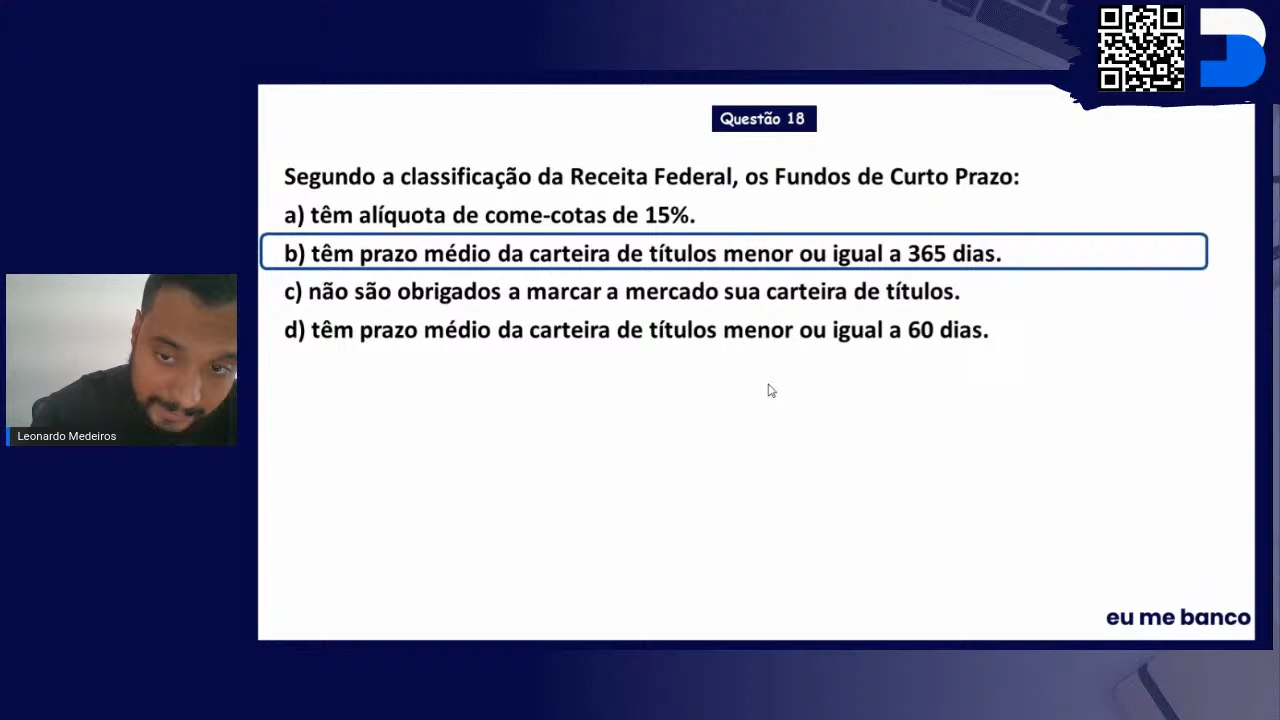 Questão 18
Segundo a classificação da Receita Federal, os Fundos de Curto Prazo:
a) têm alíquota de come-cotas de 15%.
b) têm prazo médio da carteira de títulos menor ou igual a 365 dias.
c) não são obrigados a marcar a mercado sua carteira de títulos.
d) têm prazo médio da carteira de títulos menor ou igual a 60 dias.
Leonardo Medeiros
eu me banco